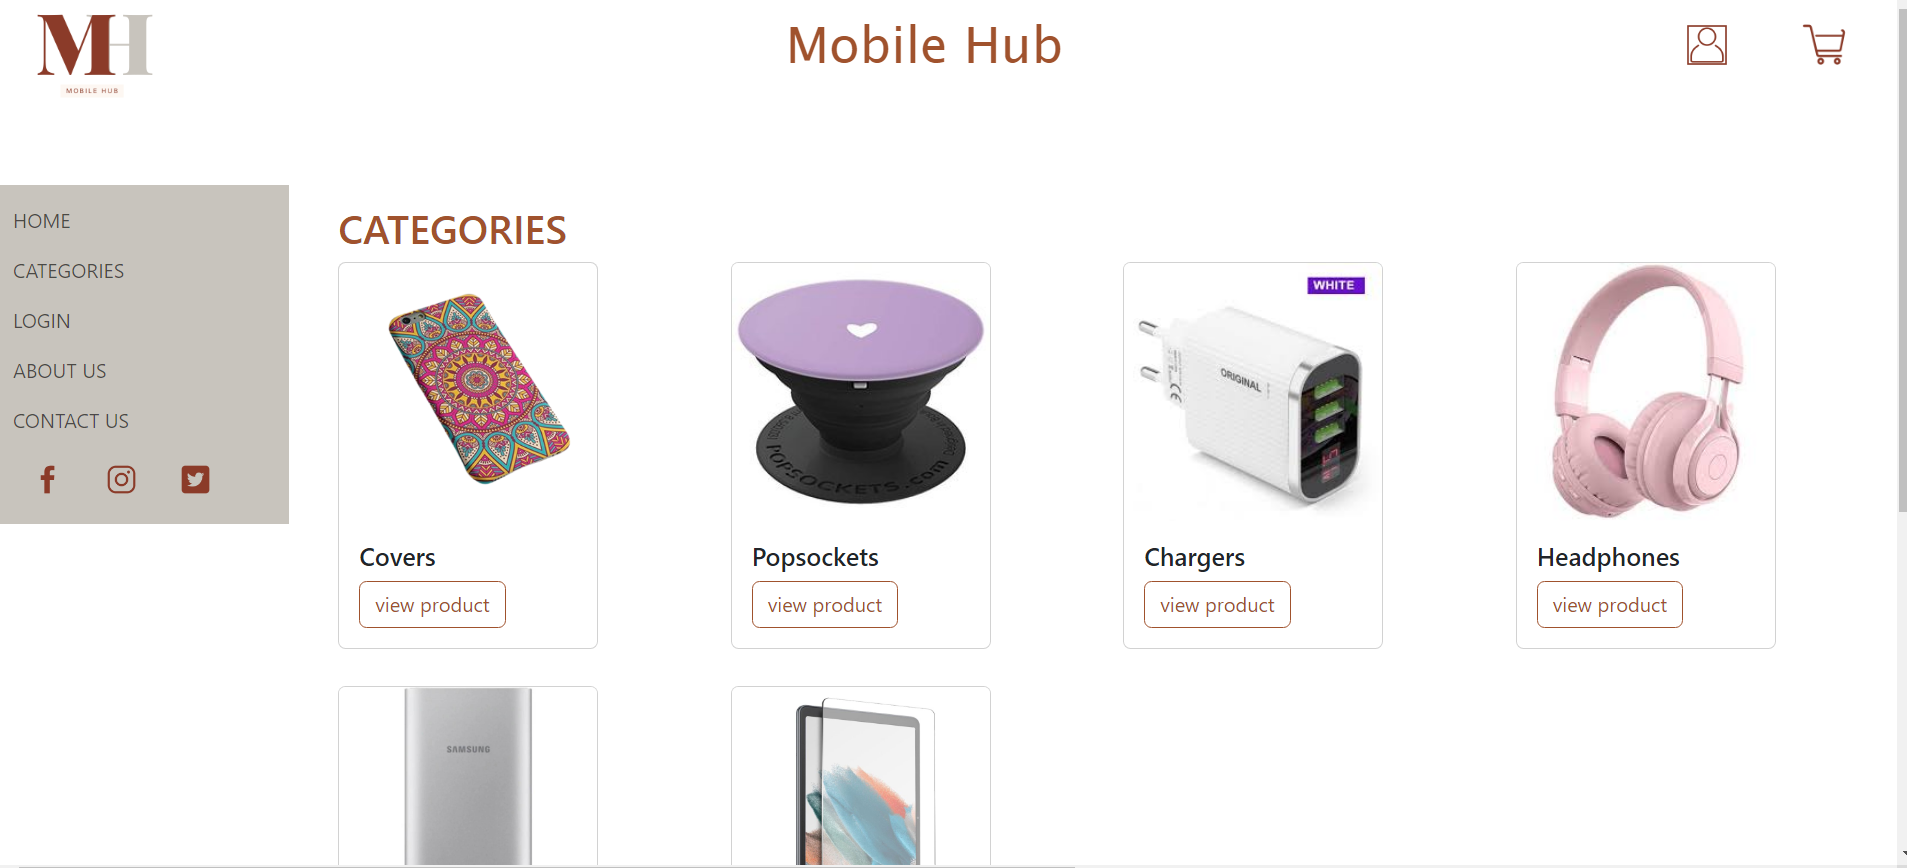 MH
MOBILE HUB
Mobile Hub
HOME
CATEGORIES
LOGIN
ABOUT US
CONTACT US
CATEGORIES
POPSOCKETS.com
WHITE
ORIGINAL
Covers
view product
Popsockets
view product
Chargers
view product
Headphones
view product
SAMSUNG